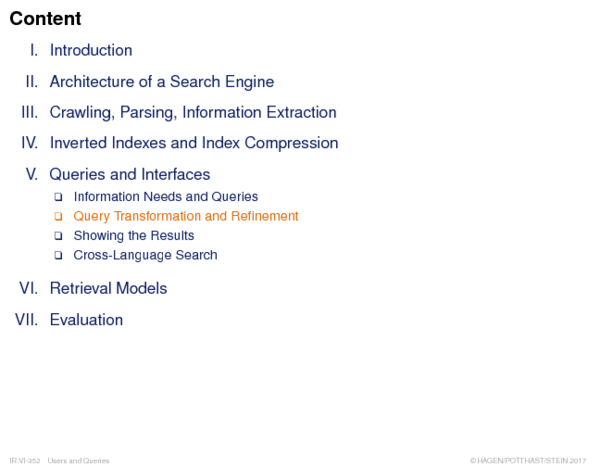 Content
I. Introduction
II. Architecture of a Search Engine
III. Crawling, Parsing, Information Extraction
IV. Inverted Indexes and Index Compression
V. Queries and Interfaces
❑ Information Needs and Queries
❑ Query Transformation and Refinement
❑ Showing the Results
❑ Cross-Language Search
VI. Retrieval Models
VII. Evaluation
IR:VI-352 Users and Queries © HAGEN/POTTHAST/STEIN 2017